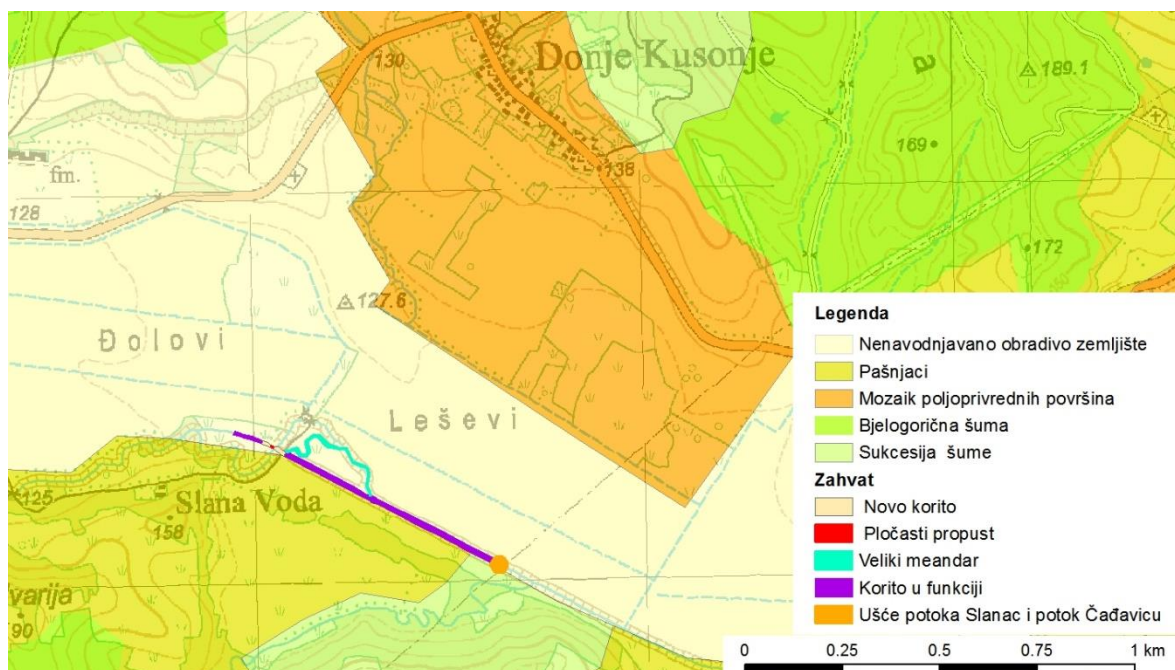 Donje Kusonje
130
189.1
a
169
fm.
138
128
172
127.6
Đolovi
Leševi
125
Slana Voda
158
varija
90
Legenda
Nenavodnjavano obradivo zemljište
Pašnjaci
Mozaik poljoprivrednih površina
Bjelogorična šuma
Sukcesija šume
Zahvat
Novo korito
Pločasti propust
Veliki meandar
Korito u funkciji
Ušće potoka Slanac i potok Čađavicu
0 0.25 0.5 0.75 1 km